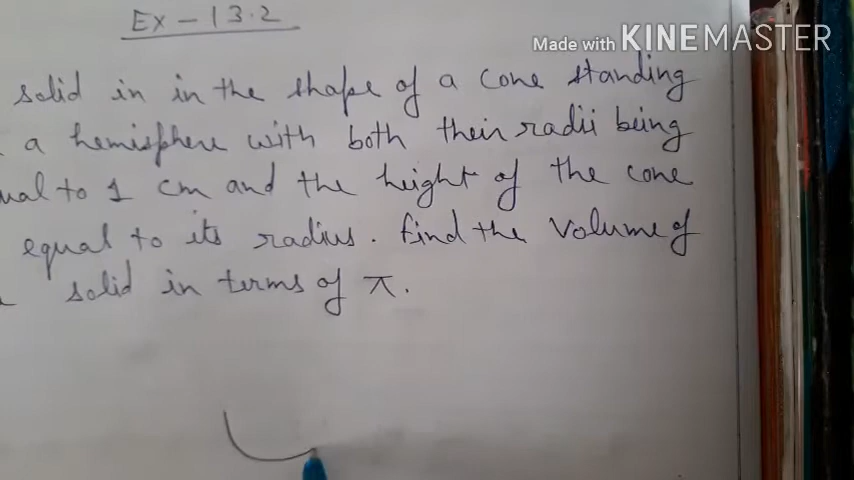 Ex - 13.2
Made with KINEMASTER
solid in in the shape of a cone standing
a hemisphere with both their radii being
ual to 1 cm and the height of the cone
equal to its radius. find the volume of
solid in terms of π.